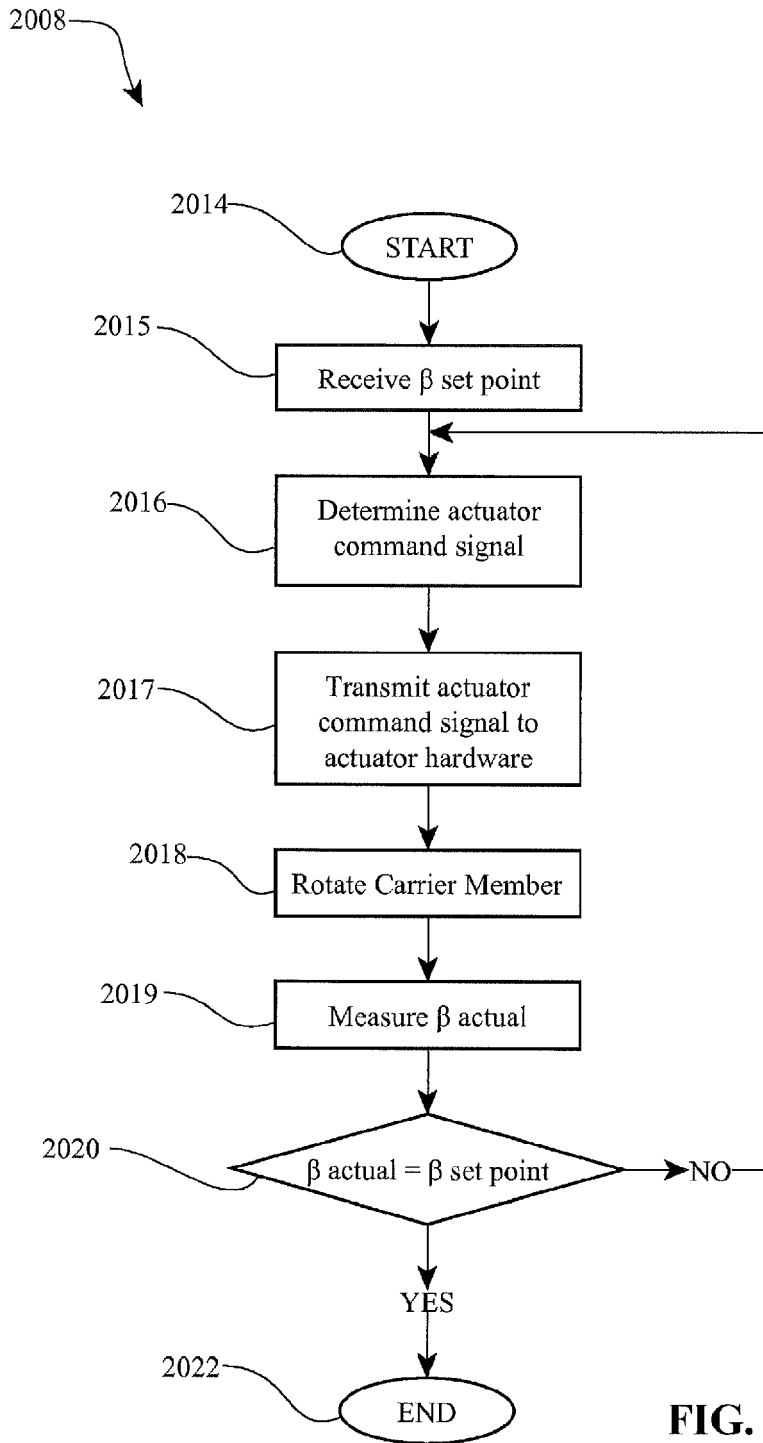 2008
2014
START
2015
Receive β set point
2016
Determine actuator
command signal
2017
Transmit actuator
command signal to
actuator hardware
2018
Rotate Carrier Member
2019
Measure β actual
2020
β actual = β set point
NO
YES
2022
END
FIG.